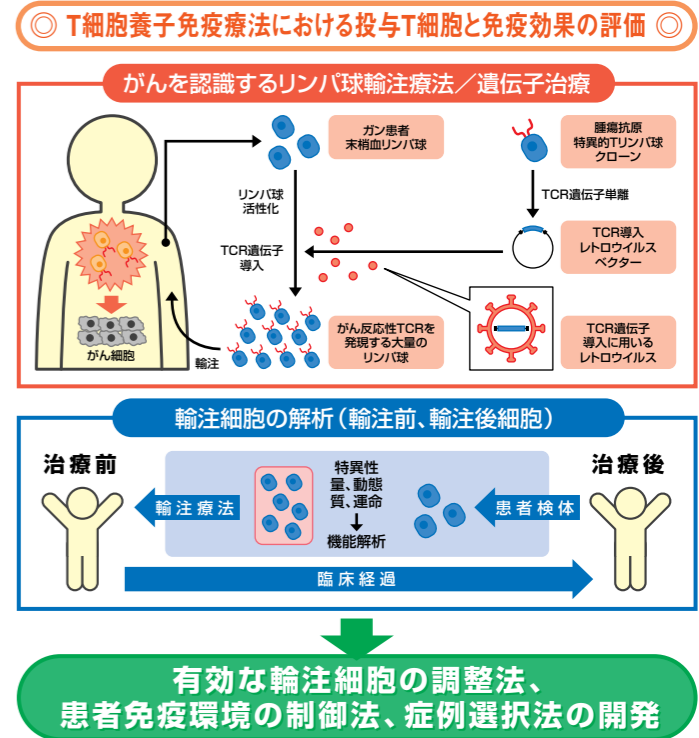 ◎ T細胞養子免疫療法における投与T細胞と免疫効果の評価 ◎
がんを認識するリンパ球輸注療法／遺伝子治療
ガン患者
末梢血リンパ球
腫瘍抗原
特異的Tリンパ球
クローン
リンパ球
活性化
TCR遺伝子単離
TCR遺伝子
導入
TCR導入
レトロウイルス
ベクター
がん細胞
輸注
がん反応性TCRを
発現する大量の
リンパ球
TCR遺伝子
導入に用いる
レトロウイルス
輸注細胞の解析（輸注前、輸注後細胞）
治療前
輸注療法
特異性
量、動態
質、運命
機能解析
患者検体
治療後
臨床経過
有効な輸注細胞の調整法、
患者免疫環境の制御法、症例選択法の開発